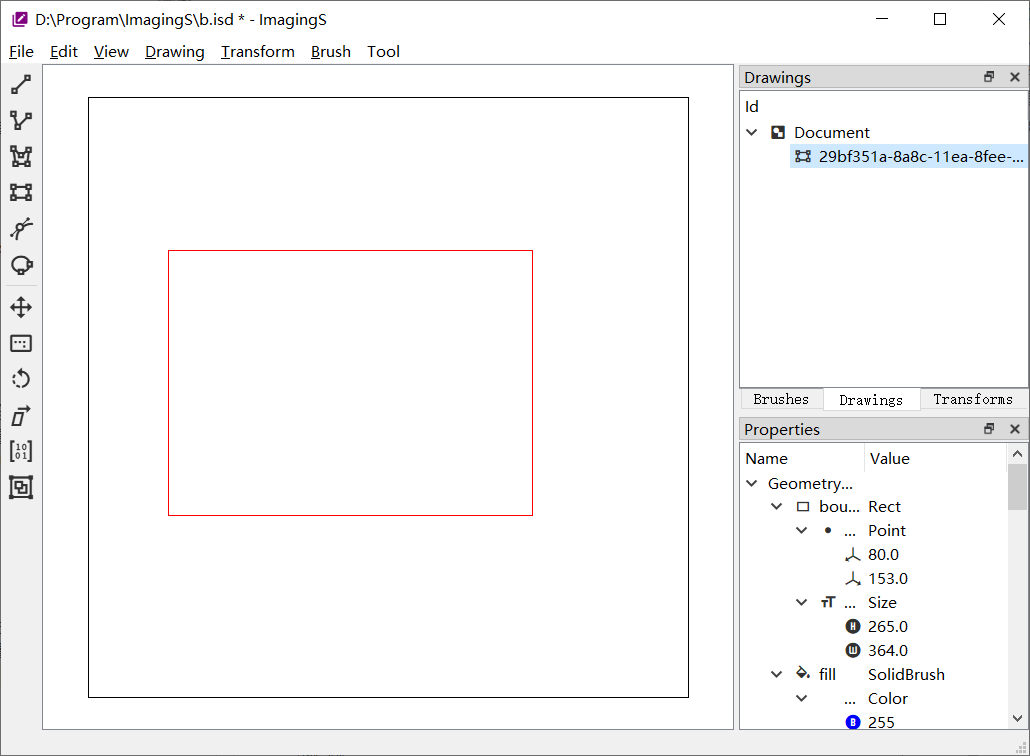 D:\Program\ImagingS\b.isd * - ImagingS
File Edit View Drawing Transform Brush Tool
Drawings
Id
Document
29bf351a-8a8c-11ea-8fee-...
Brushes Drawings Transforms
Properties
Name Value
Geometry...
bou... Rect
... Point
80.0
153.0
... Size
H 265.0
W 364.0
fill SolidBrush
... Color
B 255
10
01